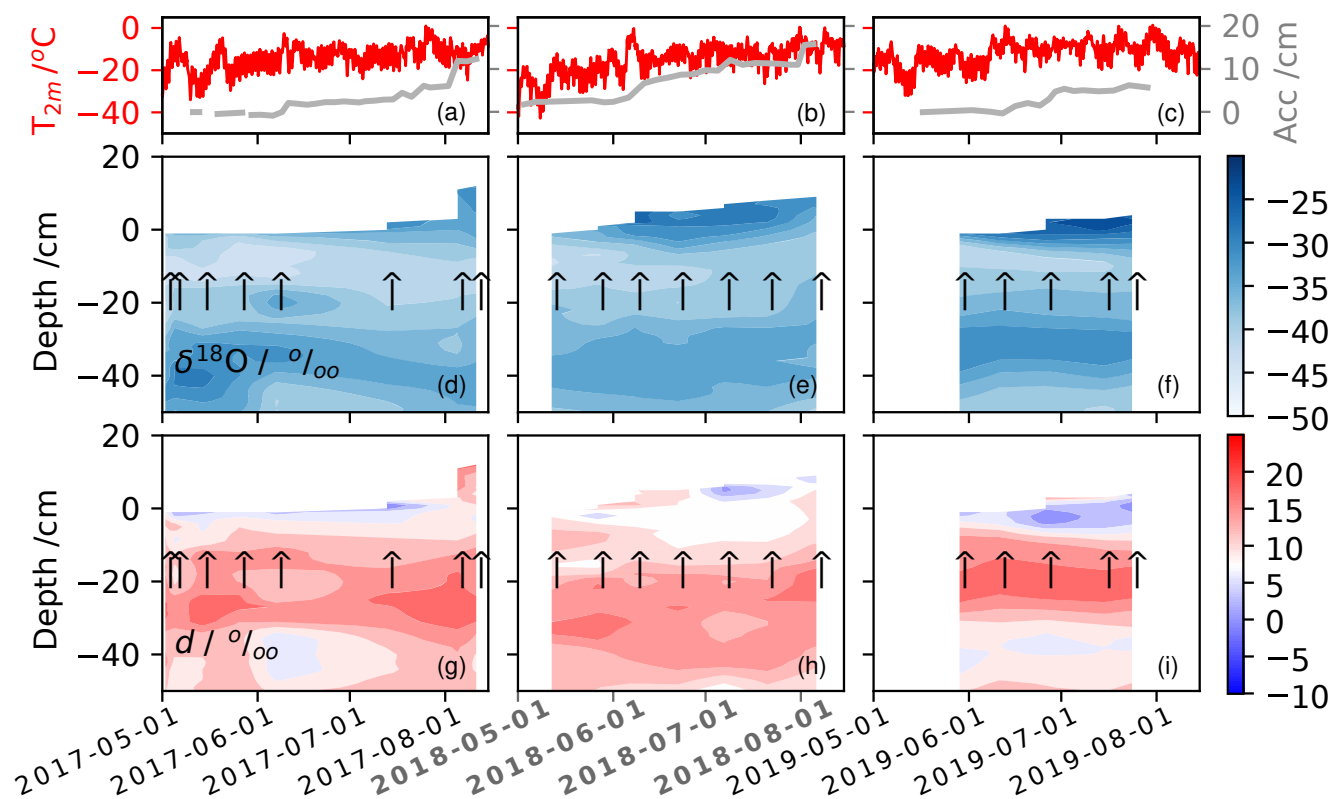 T2m /°C
0
−20
−40
(a)
(b)
(c)
20
10
0
Acc /cm
Depth /cm
20
0
−20
−40
δ18O / o/oo
(d)
(e)
(f)
−25
−30
−35
−40
−45
−50
Depth /cm
20
0
−20
−40
d / o/oo
(g)
(h)
(i)
20
15
10
5
0
−5
−10
2017-05-01
2017-06-01
2017-07-01
2017-08-01
2018-05-01
2018-06-01
2018-07-01
2018-08-01
2019-05-01
2019-06-01
2019-07-01
2019-08-01